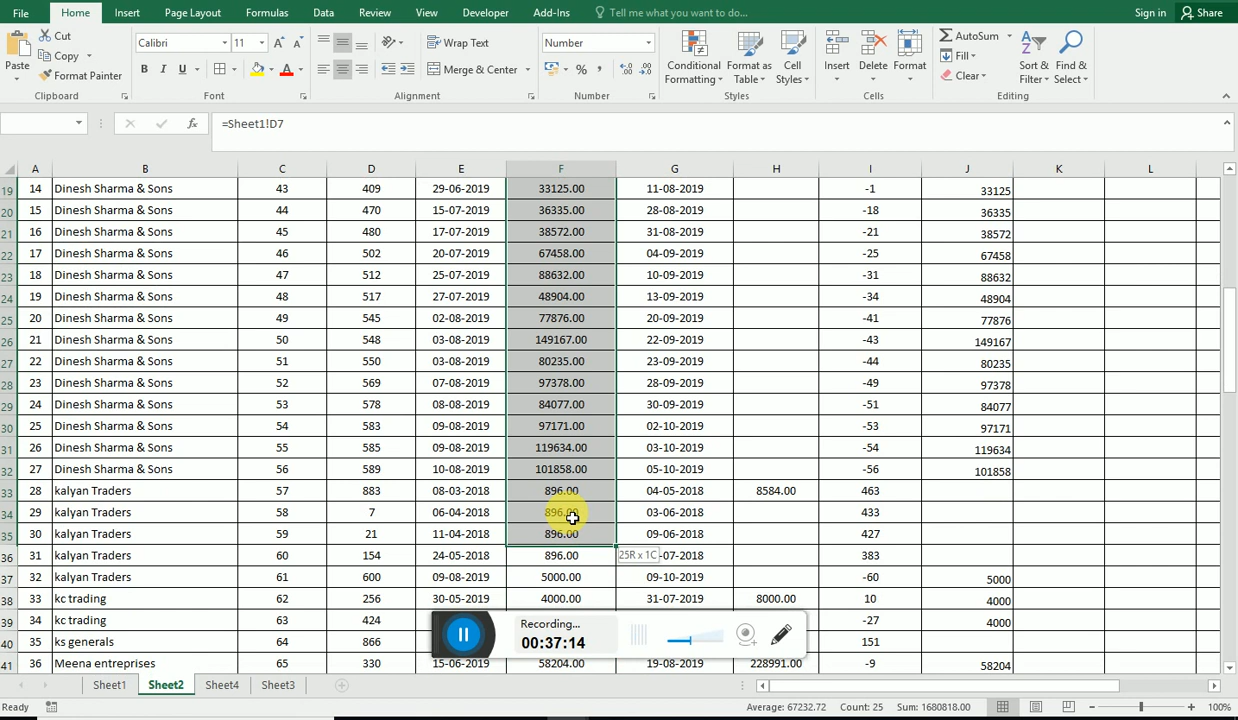 File Home Insert Page Layout Formulas Data Review View Developer Add-Ins Tell me what you want to do... Sign in Share
Cut Calibri 11 A A Wrap Text Number AutoSum
Paste Copy Conditional Format as Cell Insert Delete Format Fill Sort & Find &
Format Painter B I U A Merge & Center % , Formatting Table Styles Clear Filter Select
Clipboard Font Alignment Number Styles Cells Editing
fx =Sheet1!D7
A B C D E F G H I J K L
19 14 Dinesh Sharma & Sons 43 409 29-06-2019 33125.00 11-08-2019 -1 33125
20 15 Dinesh Sharma & Sons 44 470 15-07-2019 36335.00 28-08-2019 -18 36335
21 16 Dinesh Sharma & Sons 45 480 17-07-2019 38572.00 31-08-2019 -21 38572
22 17 Dinesh Sharma & Sons 46 502 20-07-2019 67458.00 04-09-2019 -25 67458
23 18 Dinesh Sharma & Sons 47 512 25-07-2019 88632.00 10-09-2019 -31 88632
24 19 Dinesh Sharma & Sons 48 517 27-07-2019 48904.00 13-09-2019 -34 48904
25 20 Dinesh Sharma & Sons 49 545 02-08-2019 77876.00 20-09-2019 -41 77876
26 21 Dinesh Sharma & Sons 50 548 03-08-2019 149167.00 22-09-2019 -43 149167
27 22 Dinesh Sharma & Sons 51 550 03-08-2019 80235.00 23-09-2019 -44 80235
28 23 Dinesh Sharma & Sons 52 569 07-08-2019 97378.00 28-09-2019 -49 97378
29 24 Dinesh Sharma & Sons 53 578 08-08-2019 84077.00 30-09-2019 -51 84077
30 25 Dinesh Sharma & Sons 54 583 09-08-2019 97171.00 02-10-2019 -53 97171
31 26 Dinesh Sharma & Sons 55 585 09-08-2019 119634.00 03-10-2019 -54 119634
32 27 Dinesh Sharma & Sons 56 589 10-08-2019 101858.00 05-10-2019 -56 101858
33 28 kalyan Traders 57 883 08-03-2018 896.00 04-05-2018 8584.00 463
34 29 kalyan Traders 58 7 06-04-2018 896.00 03-06-2018 433
35 30 kalyan Traders 59 21 11-04-2018 896.00 09-06-2018 427
36 31 kalyan Traders 60 154 24-05-2018 896.00 25R x 1C -07-2018 383
37 32 kalyan Traders 61 600 09-08-2019 5000.00 09-10-2019 -60 5000
38 33 kc trading 62 256 30-05-2019 4000.00 31-07-2019 8000.00 10 4000
39 34 kc trading 63 424 -27 4000
40 35 ks generals 64 866 151
41 36 Meena entreprises 65 330 15-06-2019 58204.00 19-08-2019 228991.00 -9 58204
Recording...
00:37:14
Sheet1 Sheet2 Sheet4 Sheet3
Ready Average: 67232.72 Count: 25 Sum: 1680818.00 100%